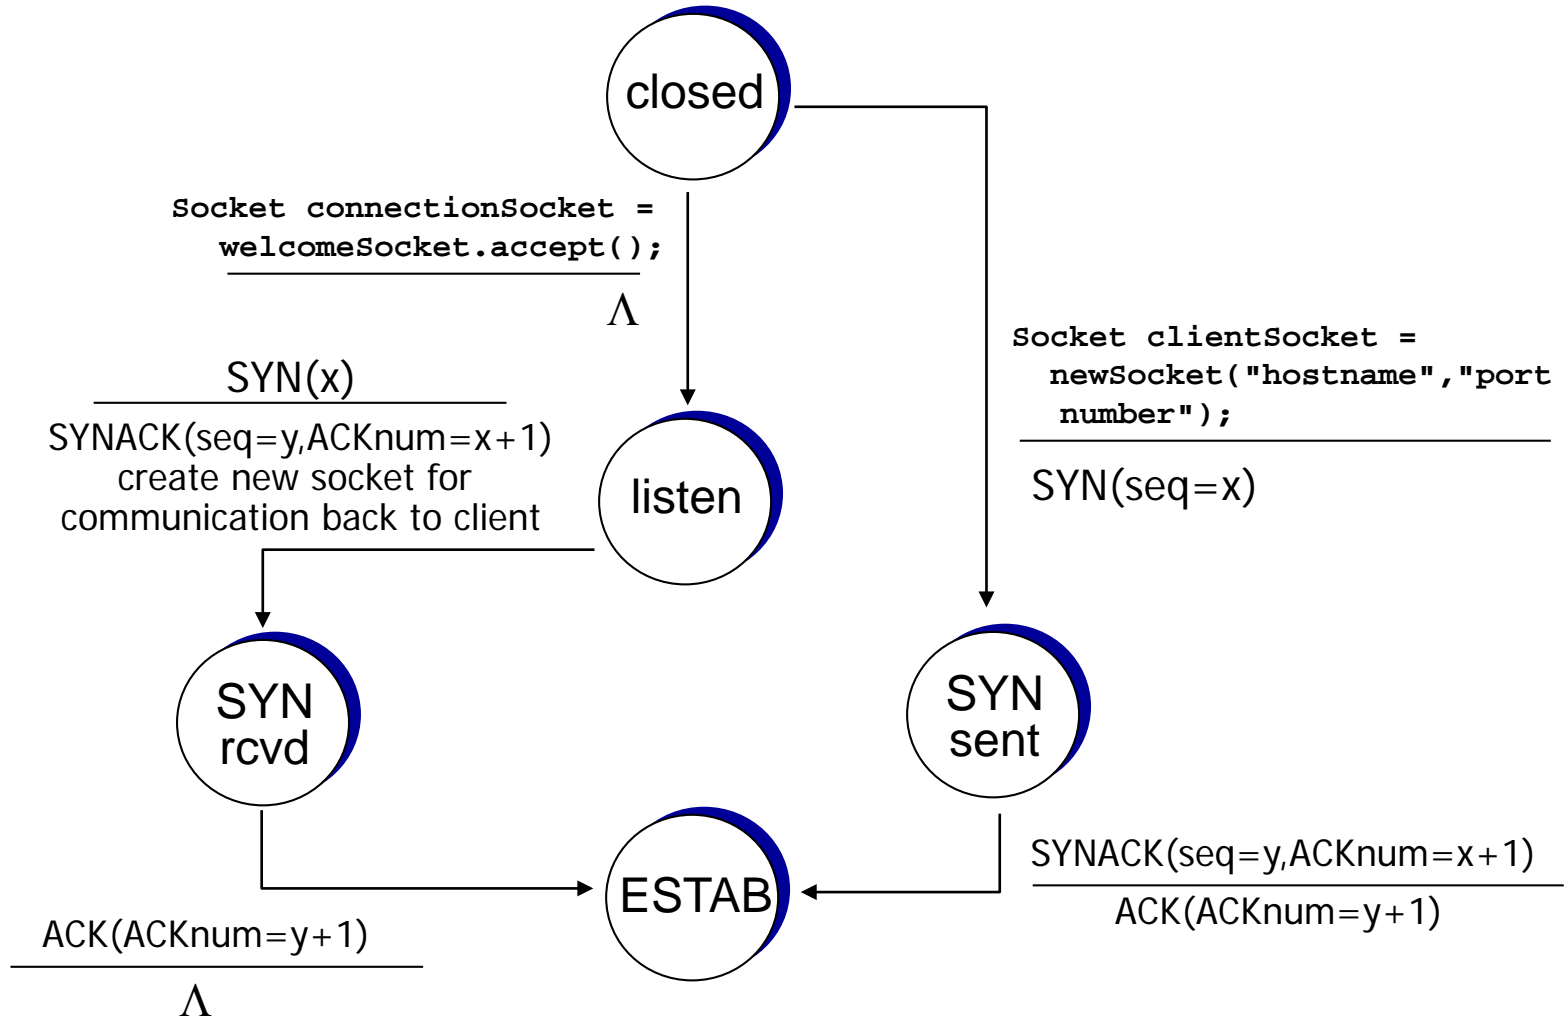 closed
Socket connectionSocket =
welcomeSocket.accept();
Λ
Socket clientSocket =
newSocket("hostname","port
number");
SYN(seq=x)
SYN(x)
SYNACK(seq=y,ACKnum=x+1)
create new socket for
communication back to client
listen
SYN
rcvd
SYN
sent
ESTAB
SYNACK(seq=y,ACKnum=x+1)
ACK(ACKnum=y+1)
ACK(ACKnum=y+1)
Λ